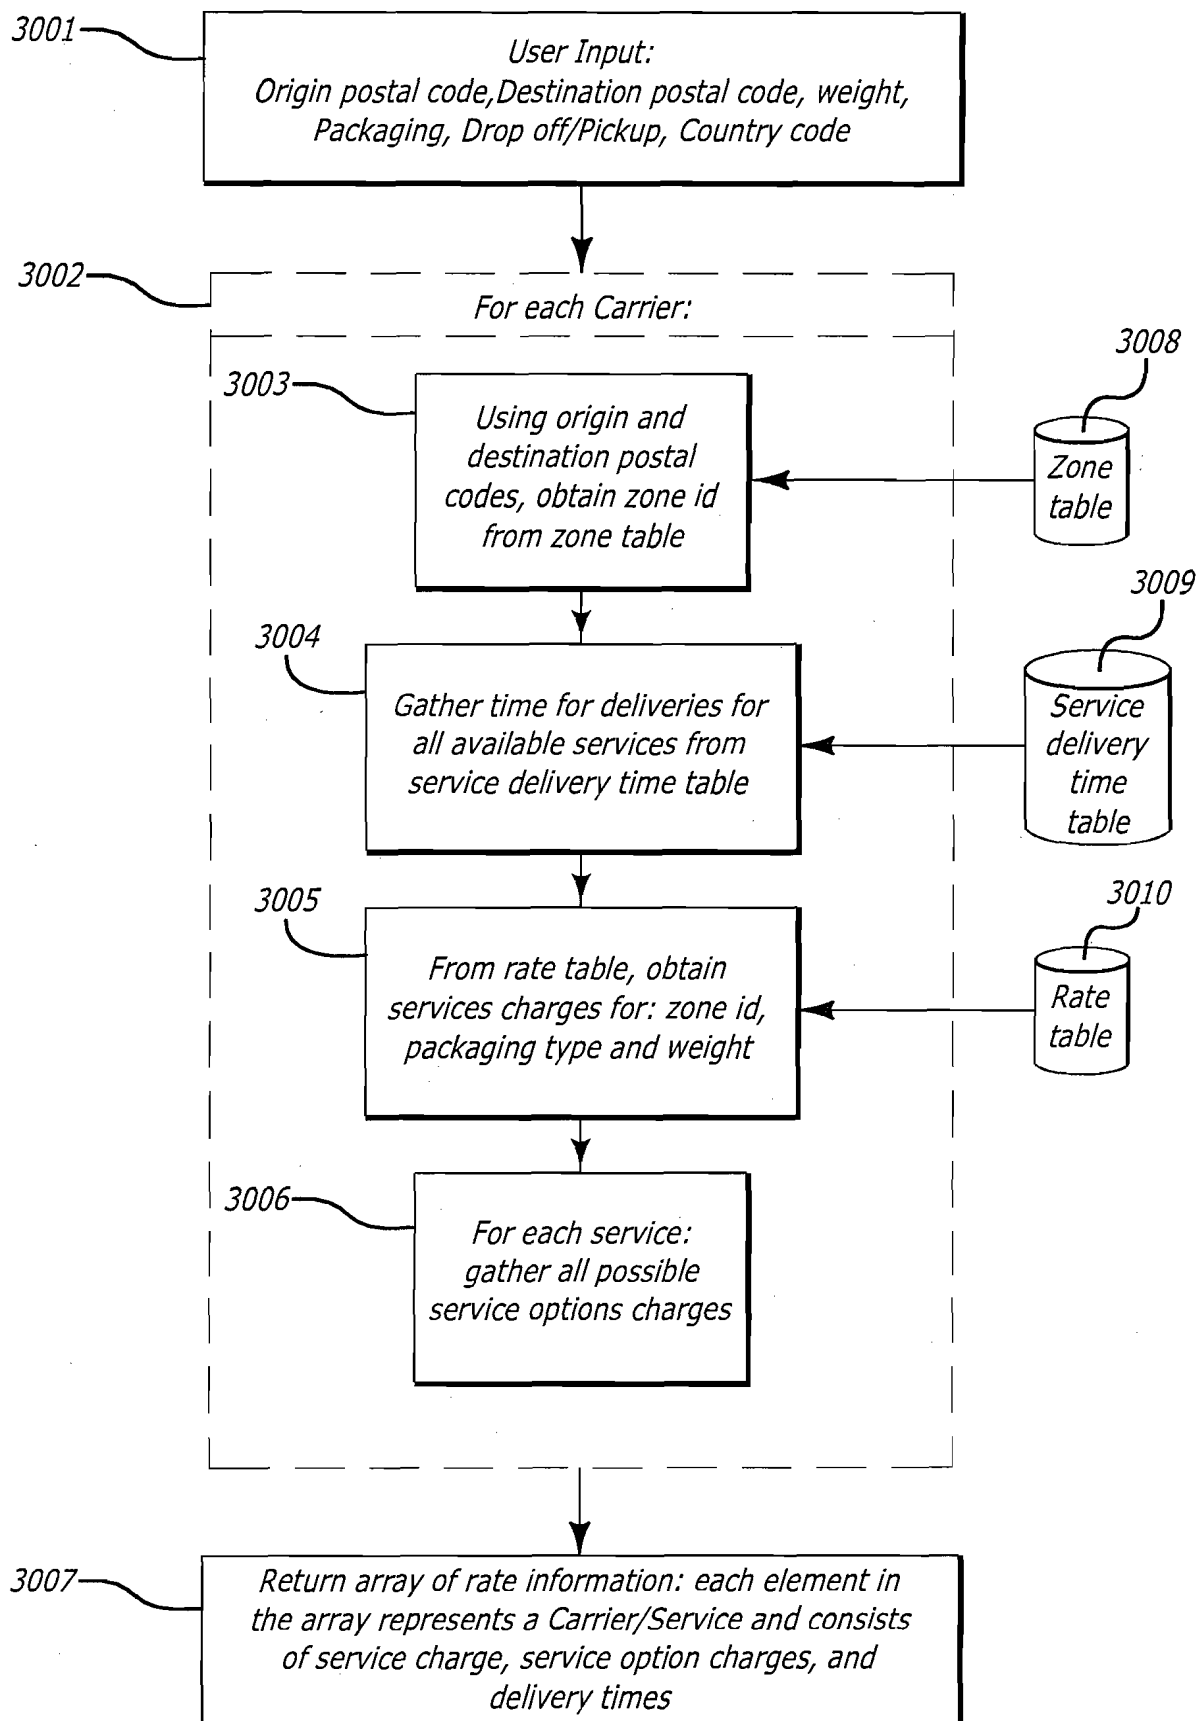 3001
User Input:
Origin postal code,Destination postal code, weight,
Packaging, Drop off/Pickup, Country code
3002
For each Carrier:
3003
Using origin and
destination postal
codes, obtain zone id
from zone table
3008
Zone
table
3004
Gather time for deliveries for
all available services from
service delivery time table
3009
Service
delivery
time
table
3005
From rate table, obtain
services charges for: zone id,
packaging type and weight
3010
Rate
table
3006
For each service:
gather all possible
service options charges
3007
Return array of rate information: each element in
the array represents a Carrier/Service and consists
of service charge, service option charges, and
delivery times